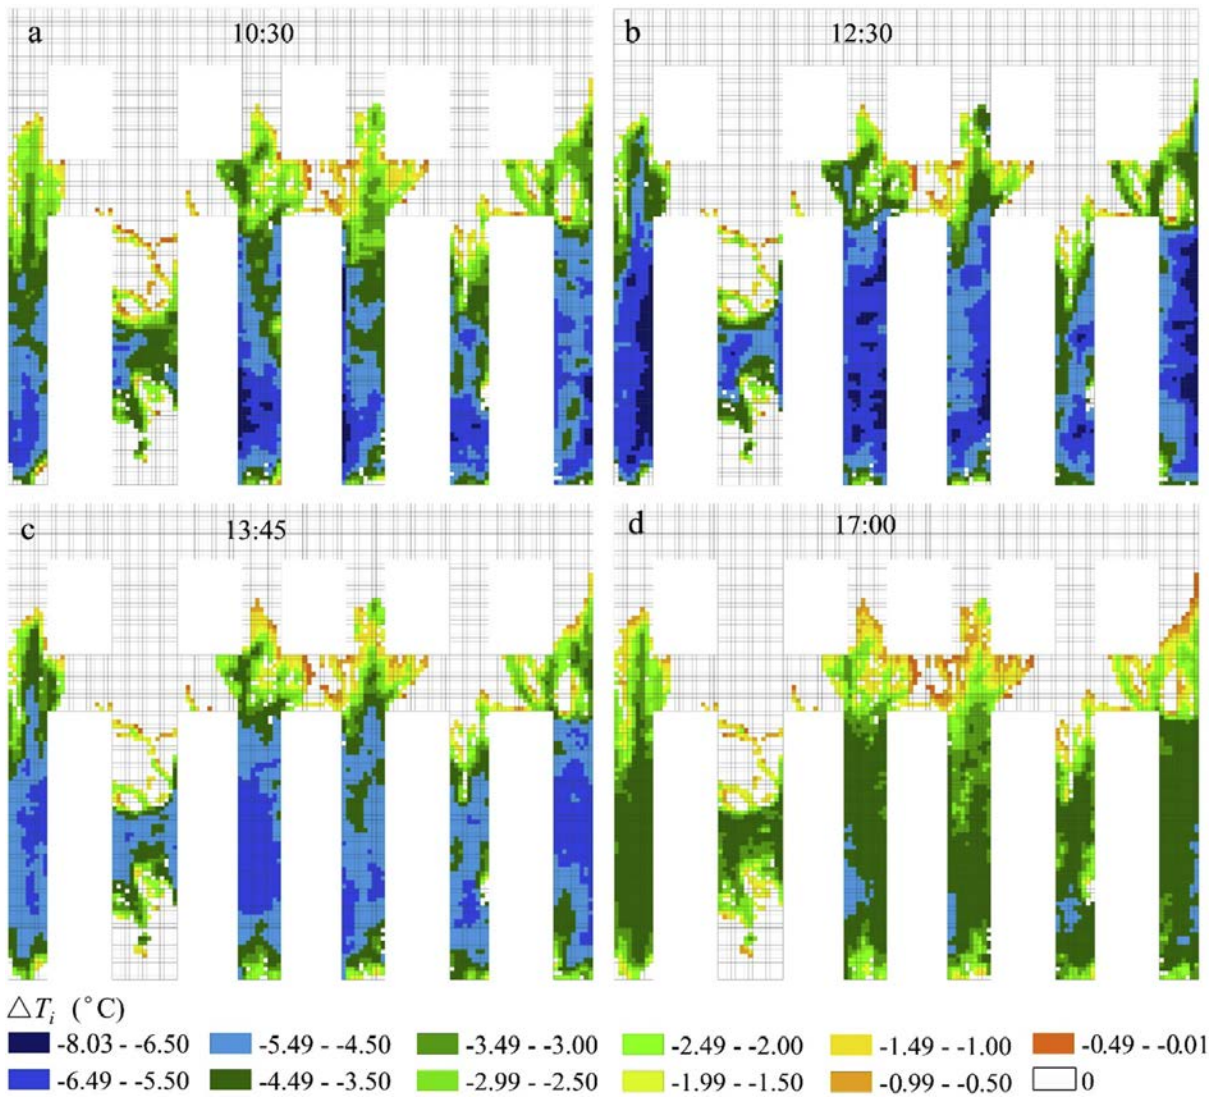 a 10:30
b 12:30
c 13:45
d 17:00
△Ti (°C)
-8.03 - -6.50 -5.49 - -4.50 -3.49 - -3.00 -2.49 - -2.00 -1.49 - -1.00 -0.49 - -0.01
-6.49 - -5.50 -4.49 - -3.50 -2.99 - -2.50 -1.99 - -1.50 -0.99 - -0.50 0